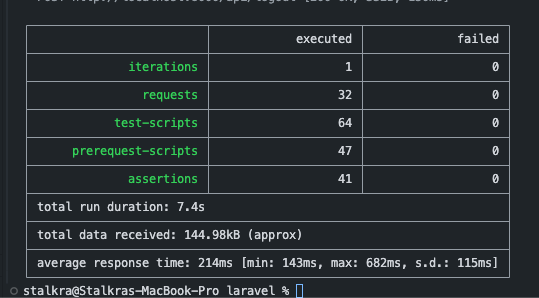 executed failed
iterations 1 0
requests 32 0
test-scripts 64 0
prerequest-scripts 47 0
assertions 41 0
total run duration: 7.4s
total data received: 144.98kB (approx)
average response time: 214ms [min: 143ms, max: 682ms, s.d.: 115ms]
stalkra@Stalkras-MacBook-Pro laravel %